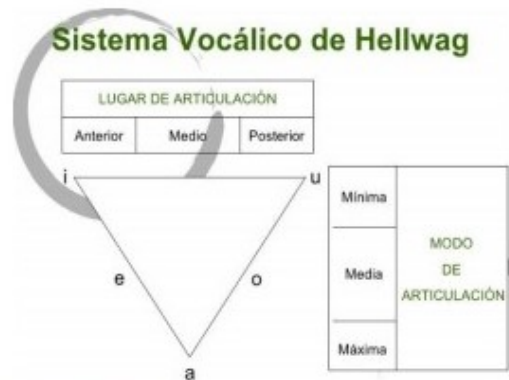 Sistema Vocálico de Hellwag
LUGAR DE ARTICULACIÓN
Anterior Medio Posterior
i u
e o
a
Mínima
Media
Máxima
MODO
DE
ARTICULACIÓN